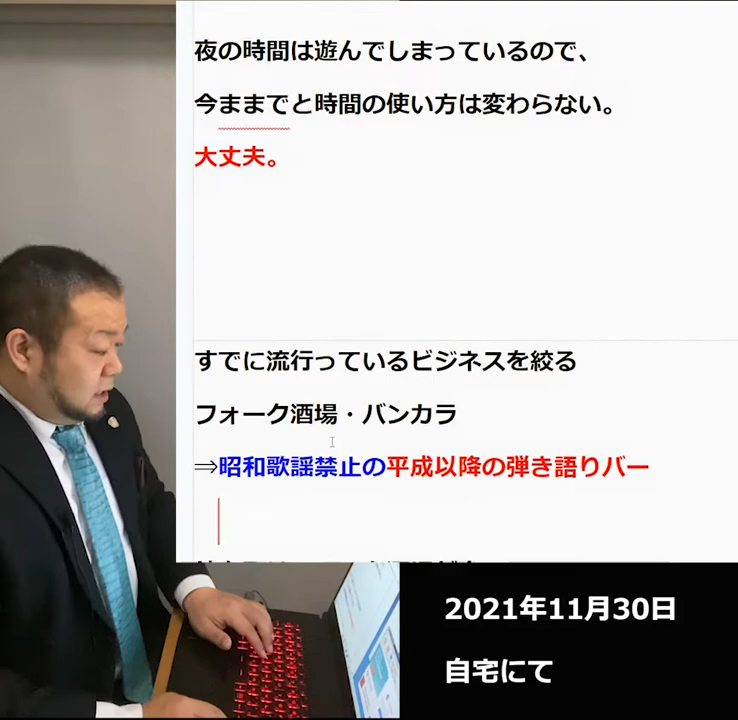 夜の時間は遊んでしまっているので、
今ままでと時間の使い方は変わらない。
大丈夫。
すでに流行っているビジネスを絞る
フォーク酒場・バンカラ
⇒昭和歌謡禁止の平成以降の弾き語りバー
2021年11月30日
自宅にて